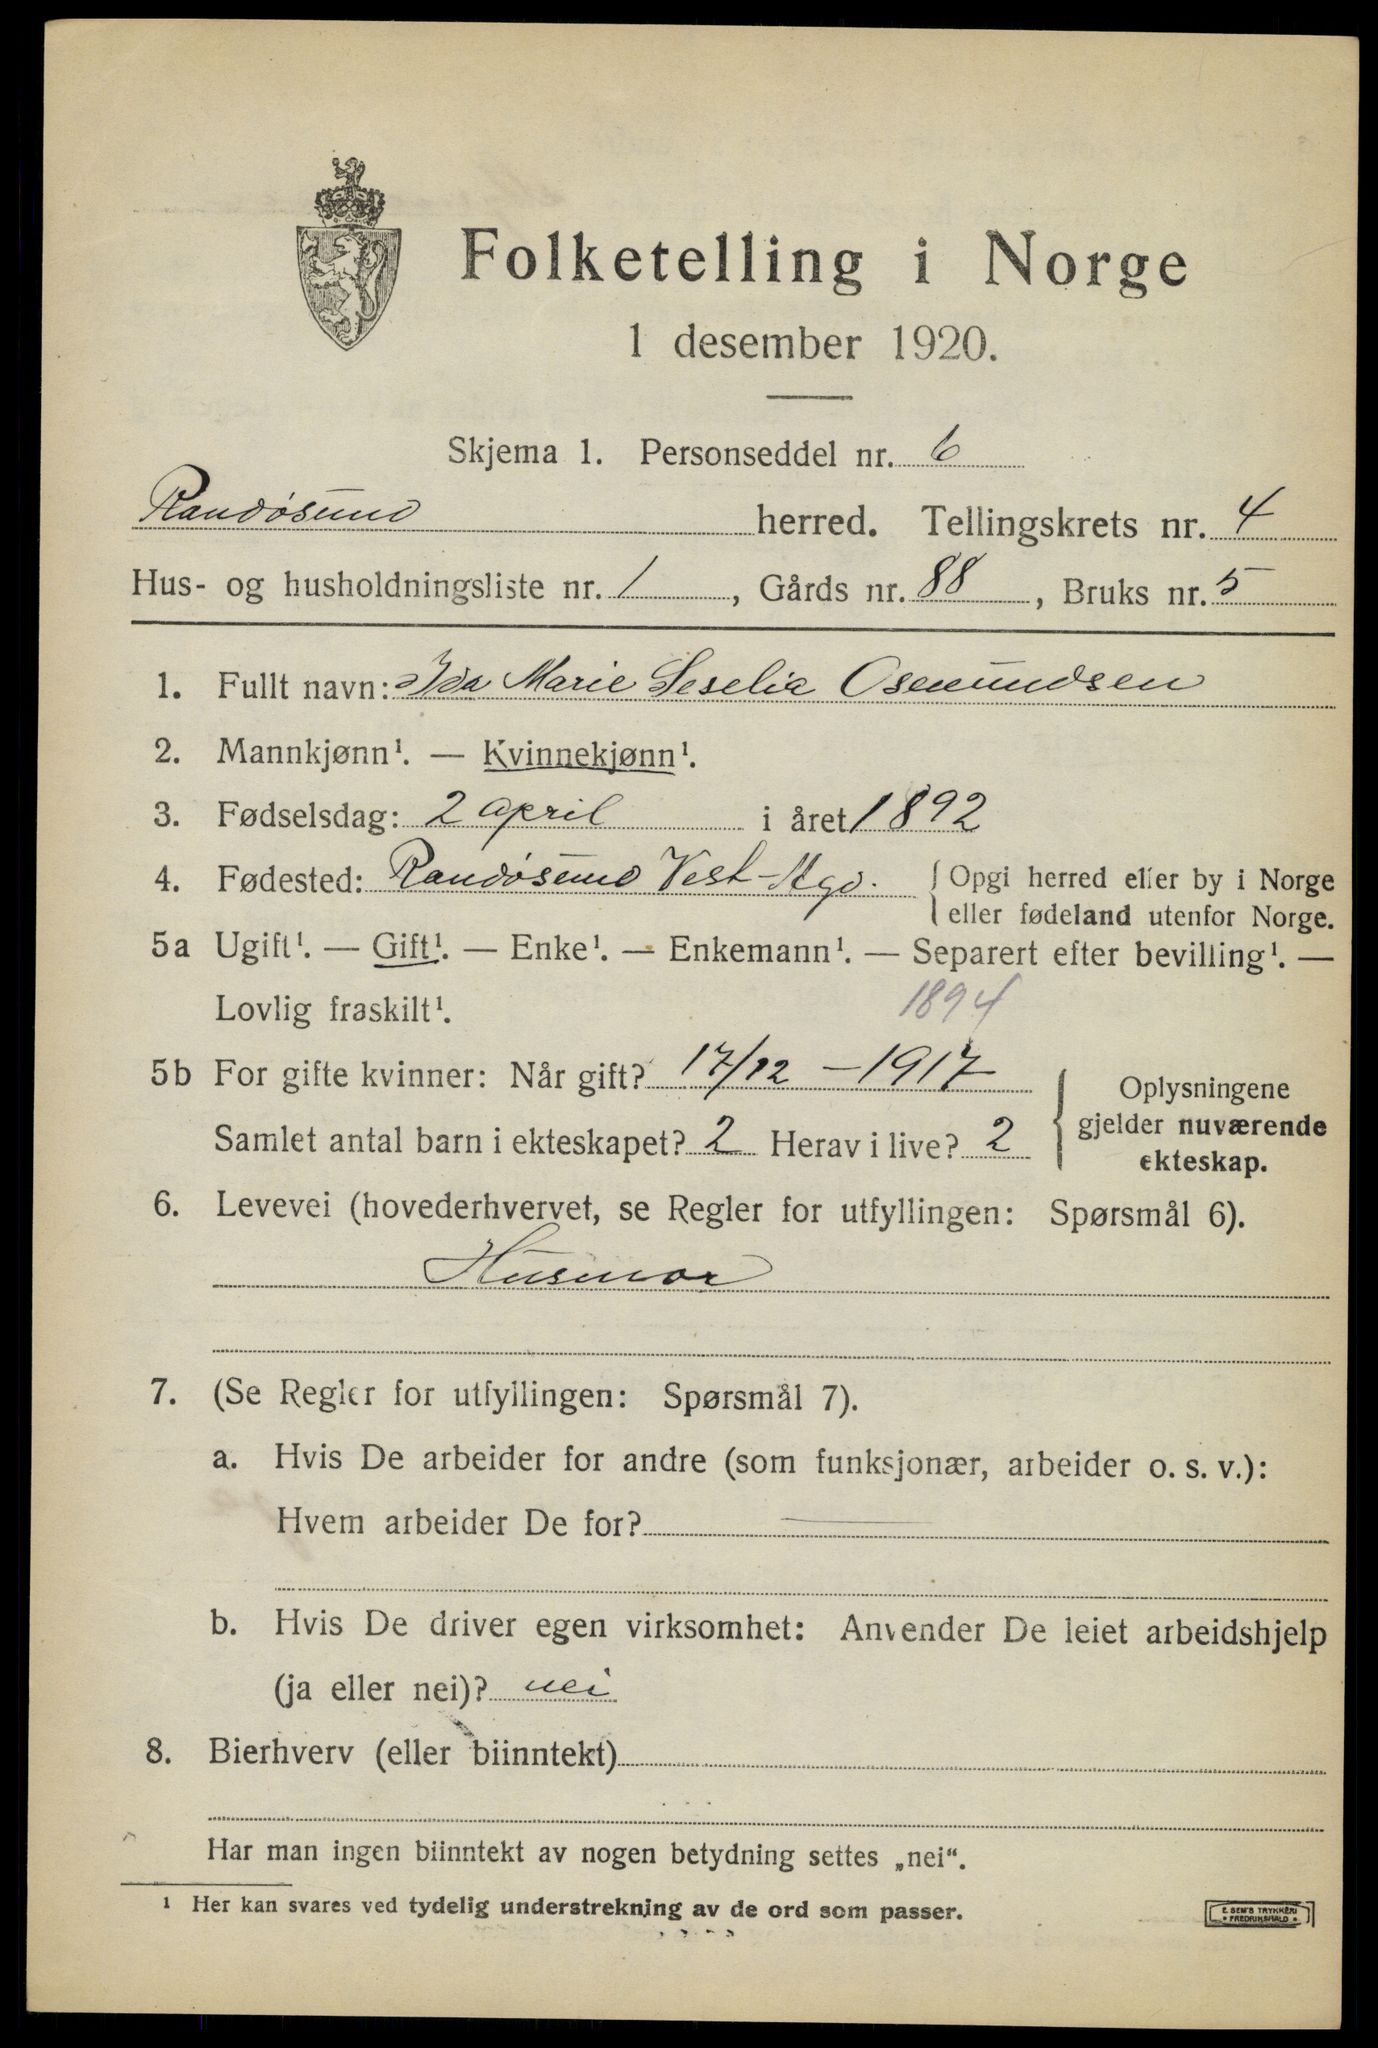 Folketelling i Norge
1 desember 1920.
Skjema 1. Personseddel nr. 6
Randøsund herred. Tellingskrets nr. 4
Hus- og husholdningsliste nr. 1, Gårds nr. 88, Bruks nr. 5
1. Fullt navn: Ida Marie Seselia Osmundsen
2. Mannkjønn¹. — Kvinnekjønn¹.
3. Fødselsdag: 2 april i året 1892
4. Fødested: Randøsund Vest-Agd. { Opgi herred eller by i Norge
eller fødeland utenfor Norge.
5a Ugift¹. — Gift¹. — Enke¹. — Enkemann¹. — Separert efter bevilling¹. —
Lovlig fraskilt¹. 1894
5b For gifte kvinner: Når gift? 17/12 – 1917
Samlet antal barn i ekteskapet? 2 Herav i live? 2
{ Oplysningene
gjelder nuværende
ekteskap.
6. Levevei (hovederhvervet, se Regler for utfyllingen: Spørsmål 6).
Husmor
7. (Se Regler for utfyllingen: Spørsmål 7).
a. Hvis De arbeider for andre (som funksjonær, arbeider o. s. v.):
Hvem arbeider De for? —
b. Hvis De driver egen virksomhet: Anvender De leiet arbeidshjelp
(ja eller nei)? nei
8. Bierhverv (eller biinntekt)
Har man ingen biinntekt av nogen betydning settes „nei“.
¹ Her kan svares ved tydelig understrekning av de ord som passer.
E. SEM'S TRYKKERI
* FREDRIKSHALD *